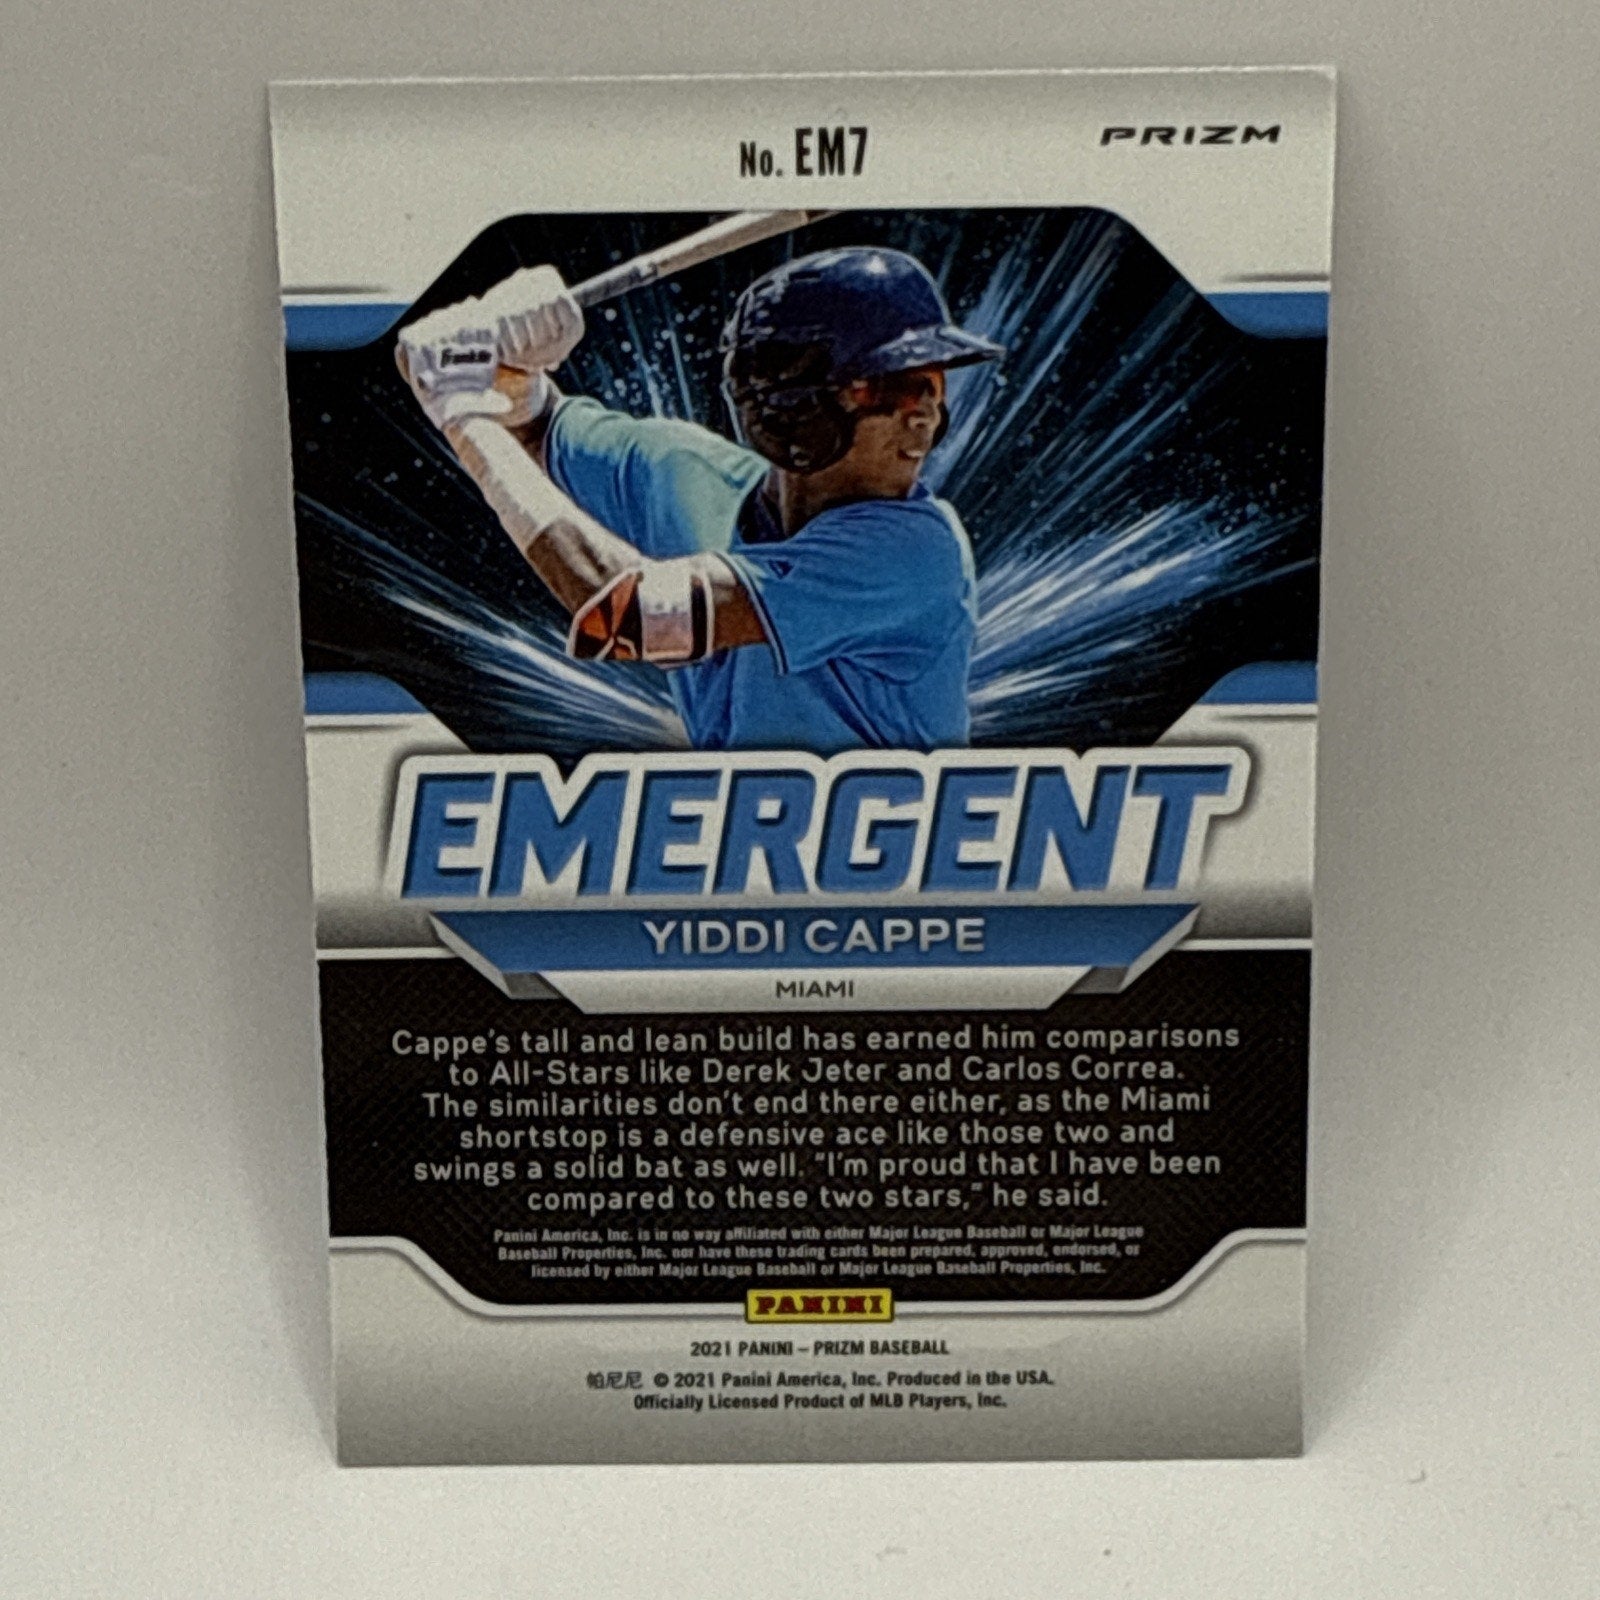 No. EM7
PRIZM
Franklin
EMERGENT
YIDDI CAPPE
MIAMI
Cappe's tall and lean build has earned him comparisons
to All-Stars like Derek Jeter and Carlos Correa.
The similarities don't end there either, as the Miami
shortstop is a defensive ace like those two and
swings a solid bat as well. "I'm proud that I have been
compared to these two stars," he said.
Panini America, Inc. is in no way affiliated with either Major League Baseball or Major League
Baseball Properties, Inc. nor have these trading cards been prepared, approved, endorsed, or
licensed by either Major League Baseball or Major League Baseball Properties, Inc.
PANINI
2021 PANINI – PRIZM BASEBALL
帕尼尼 © 2021 Panini America, Inc. Produced in the USA.
Officially Licensed Product of MLB Players, Inc.